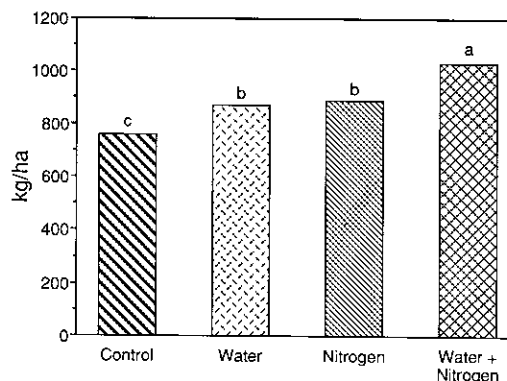 1200
1000
800
600
400
200
0
kg/ha
c
b
b
a
Control
Water
Nitrogen
Water +
Nitrogen